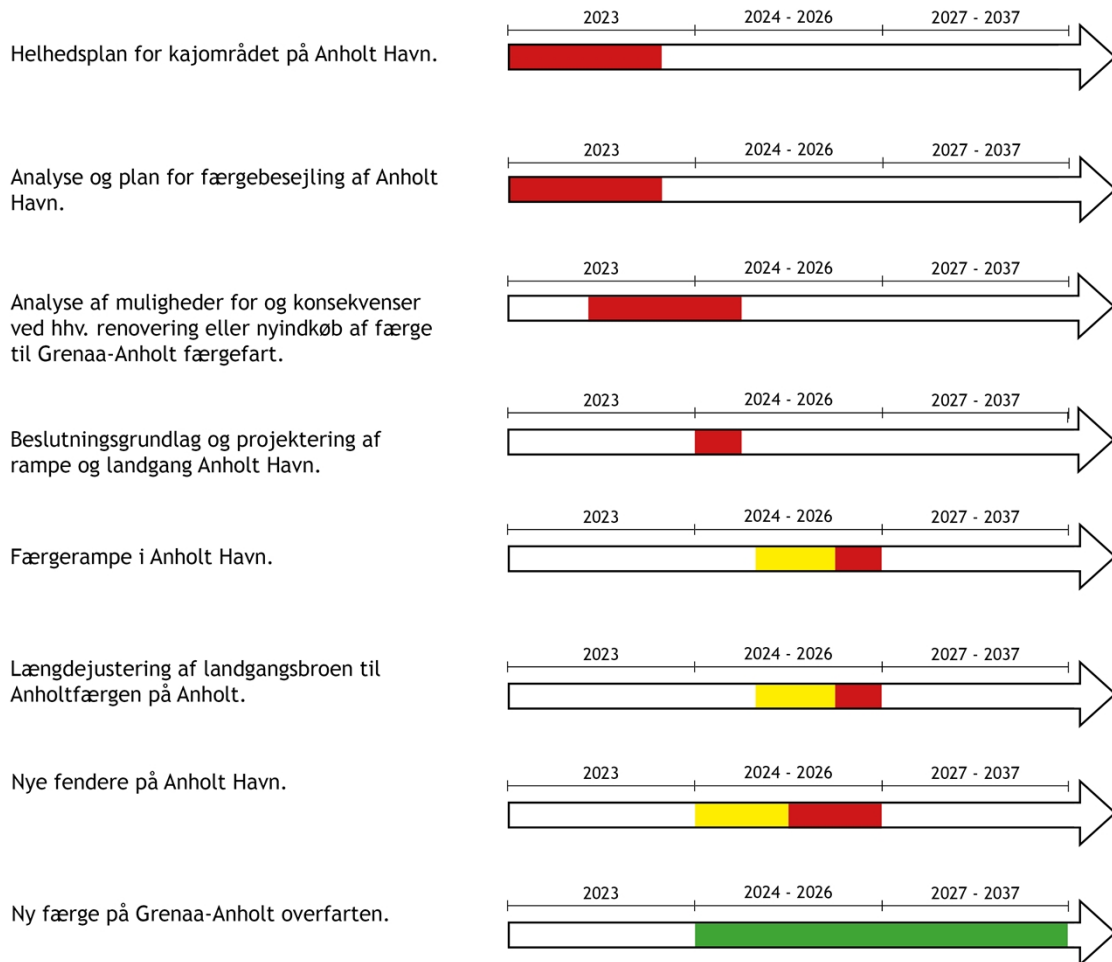 2023 2024 - 2026 2027 - 2037
Helhedsplan for kajområdet på Anholt Havn.
2023 2024 - 2026 2027 - 2037
Analyse og plan for færgebesejling af Anholt
Havn.
2023 2024 - 2026 2027 - 2037
Analyse af muligheder for og konsekvenser
ved hhv. renovering eller nyindkøb af færge
til Grenaa-Anholt færgefart.
2023 2024 - 2026 2027 - 2037
Beslutningsgrundlag og projektering af
rampe og landgang Anholt Havn.
2023 2024 - 2026 2027 - 2037
Færgerampe i Anholt Havn.
2023 2024 - 2026 2027 - 2037
Længdejustering af landgangsbroen til
Anholtfærgen på Anholt.
2023 2024 - 2026 2027 - 2037
Nye fendere på Anholt Havn.
2023 2024 - 2026 2027 - 2037
Ny færge på Grenaa-Anholt overfarten.